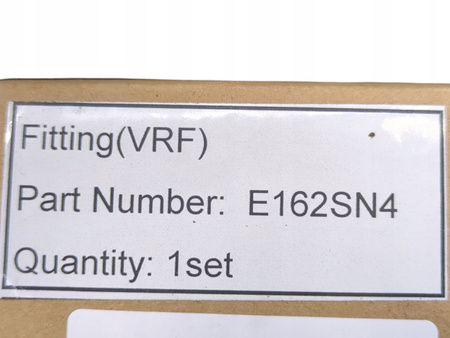 Fitting(VRF)
Part Number: E162SN4
Quantity: 1set